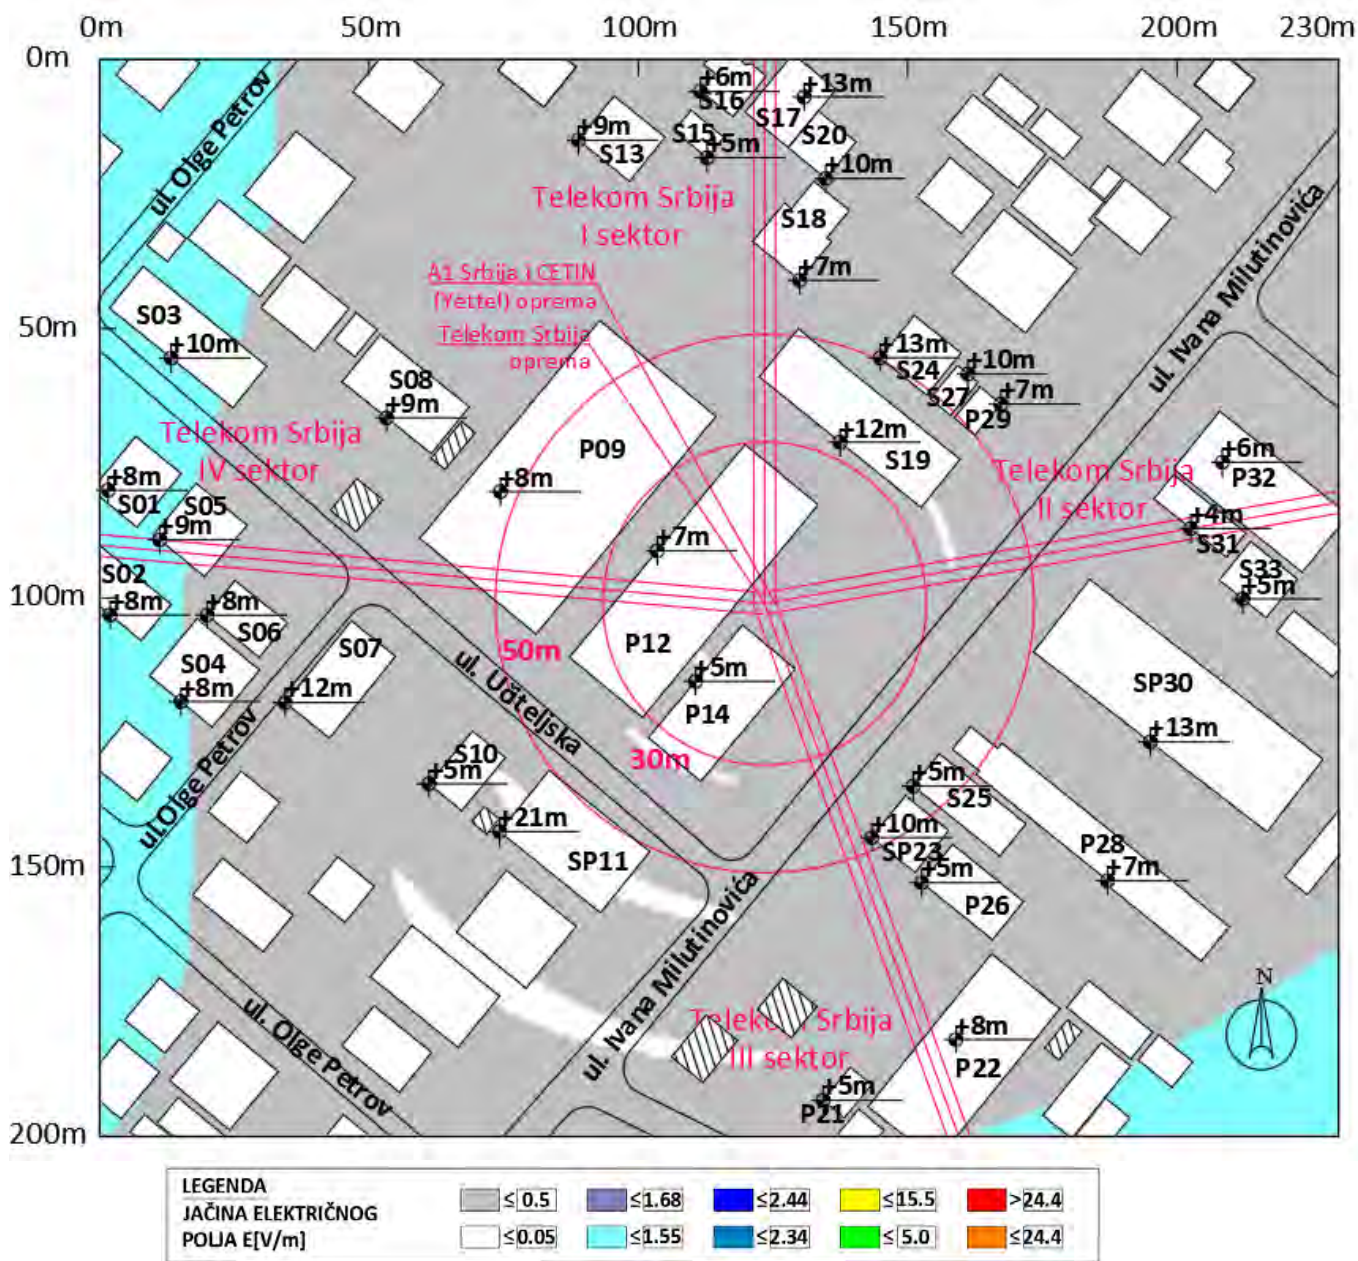 0m 50m 100m 150m 200m 230m
0m
50m
100m
150m
200m
ul. Olge Petrov
+6m
S16
+13m
S17
+9m
S13
S15
+5m
S20
+10m
Telekom Srbija
I sektor
S18
+7m
A1 Srbija i CETIN
(Yettel) oprema
Telekom Srbija
oprema
ul. Ivana Milutinovića
S03
+10m
S08
+9m
+13m
S24
+10m
S27
+7m
P29
Telekom Srbija
IV sektor
P09
+8m
+12m
S19
Telekom Srbija
II sektor
+6m
P32
+8m
S01
S05
+9m
+4m
S31
+7m
S33
+5m
S02
+8m
+8m
S06
S04
+8m
S07
+12m
50m
P12
+5m
P14
30m
SP30
+13m
ul. Učiteljska
ul.Olge Petrov
S10
+5m
+21m
SP11
+5m
S25
+10m
SP23
+5m
P26
P28
+7m
ul. Ivana Milutinovića
ul. Olge Petrov
Telekom Srbija
III sektor
+8m
P22
+5m
P21
N
LEGENDA
JAČINA ELEKTRIČNOG
POLJA E[V/m]
≤ 0.5 ≤1.68 ≤2.44 ≤15.5 >24.4
≤0.05 ≤1.55 ≤2.34 ≤ 5.0 ≤24.4